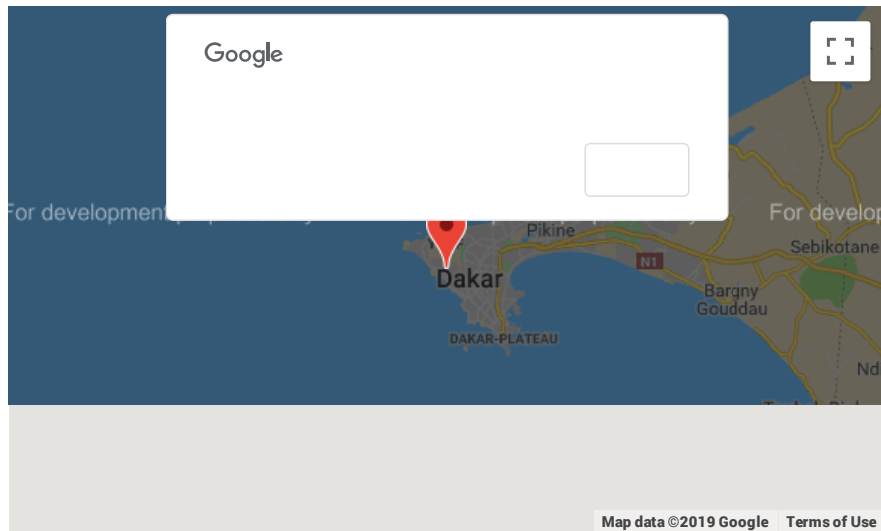 Google
For development
For develop
Pikine
Sebikotane
N1
Dakar
Bargny
Gouddau
DAKAR-PLATEAU
Nd
Map data ©2019 Google Terms of Use